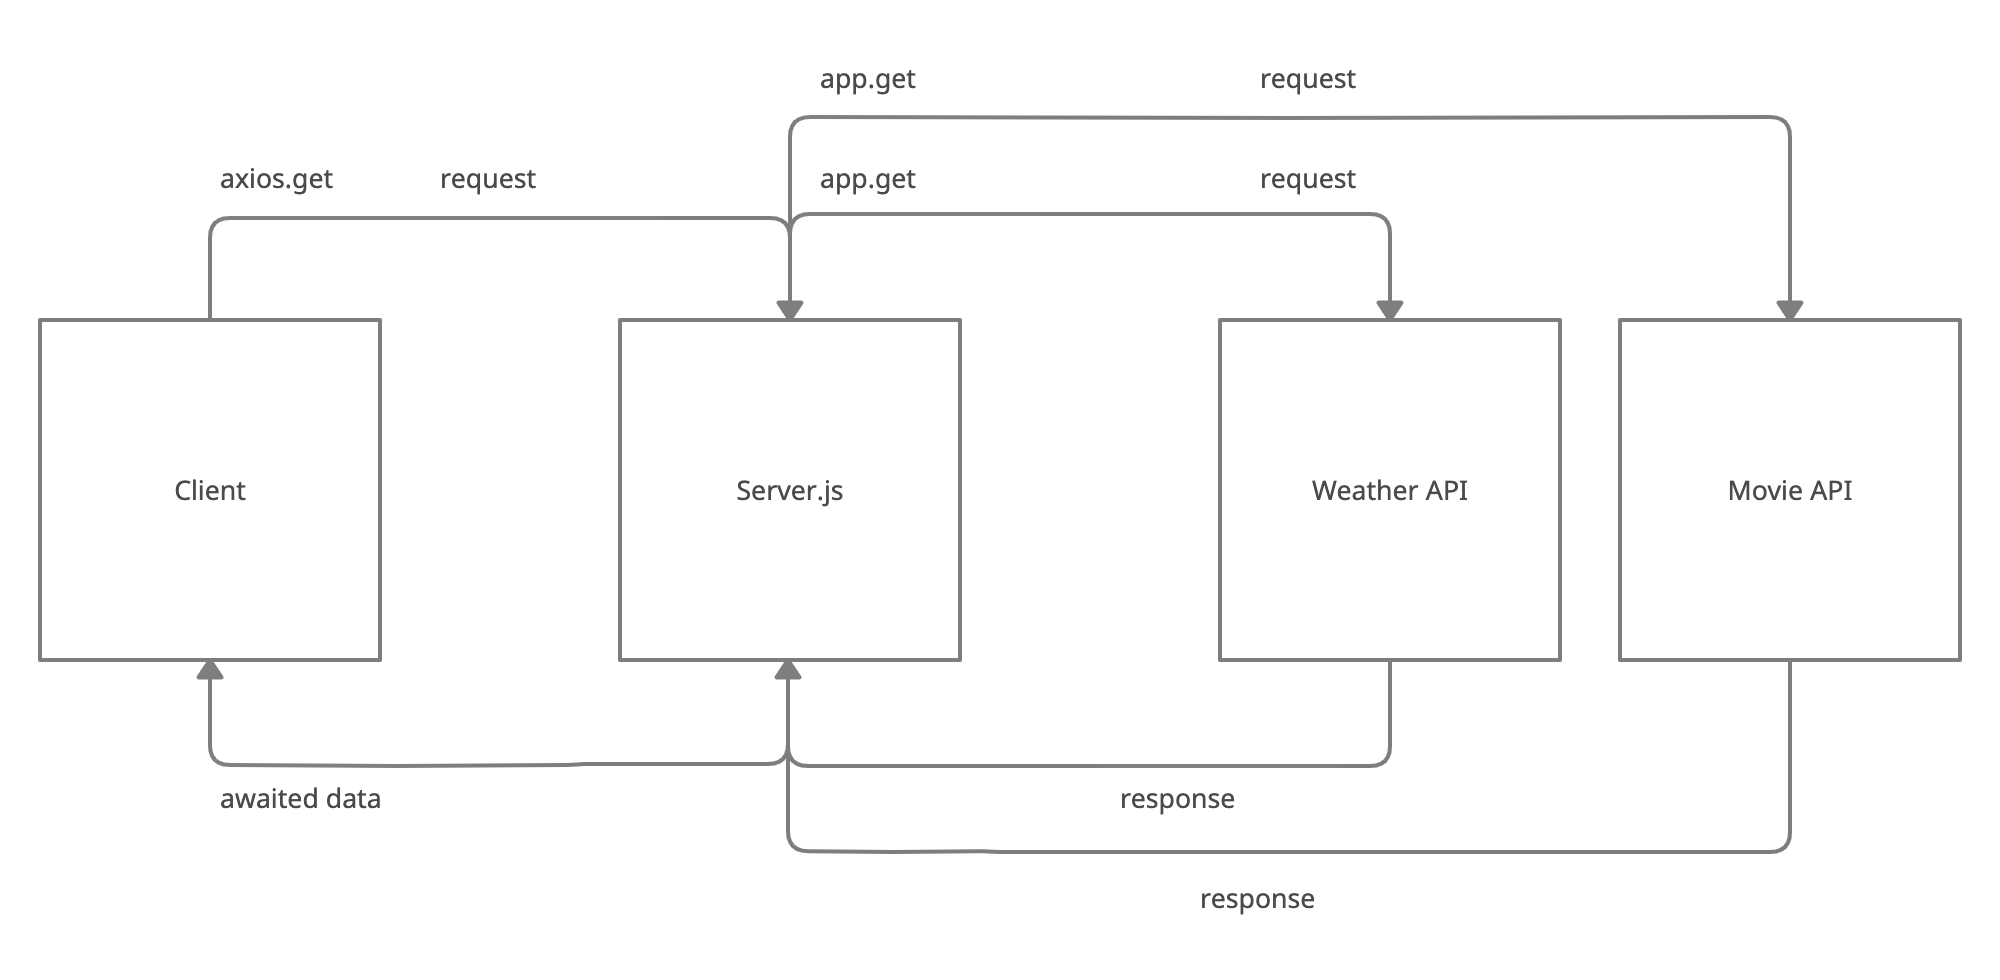 app.get request
axios.get request app.get request
Client Server.js Weather API Movie API
awaited data response
response